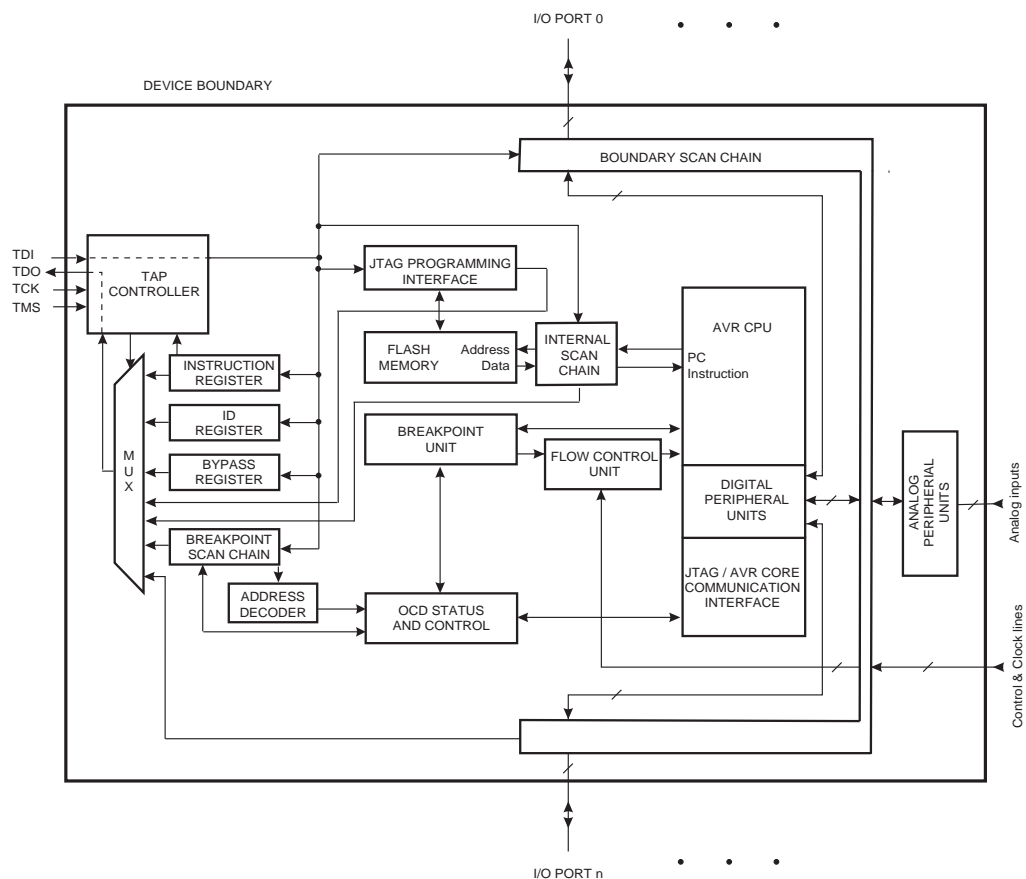 I/O PORT 0
DEVICE BOUNDARY
BOUNDARY SCAN CHAIN
TDI
TDO
TCK
TMS
TAP
CONTROLLER
JTAG PROGRAMMING
INTERFACE
AVR CPU
FLASH
MEMORY
Address
Data
INTERNAL
SCAN
CHAIN
PC
Instruction
INSTRUCTION
REGISTER
ID
REGISTER
M
U
X
BREAKPOINT
UNIT
FLOW CONTROL
UNIT
BYPASS
REGISTER
DIGITAL
PERIPHERAL
UNITS
ANALOG
PERIPHERIAL
UNITS
Analog inputs
BREAKPOINT
SCAN CHAIN
JTAG / AVR CORE
COMMUNICATION
INTERFACE
ADDRESS
DECODER
OCD STATUS
AND CONTROL
Control & Clock lines
I/O PORT n